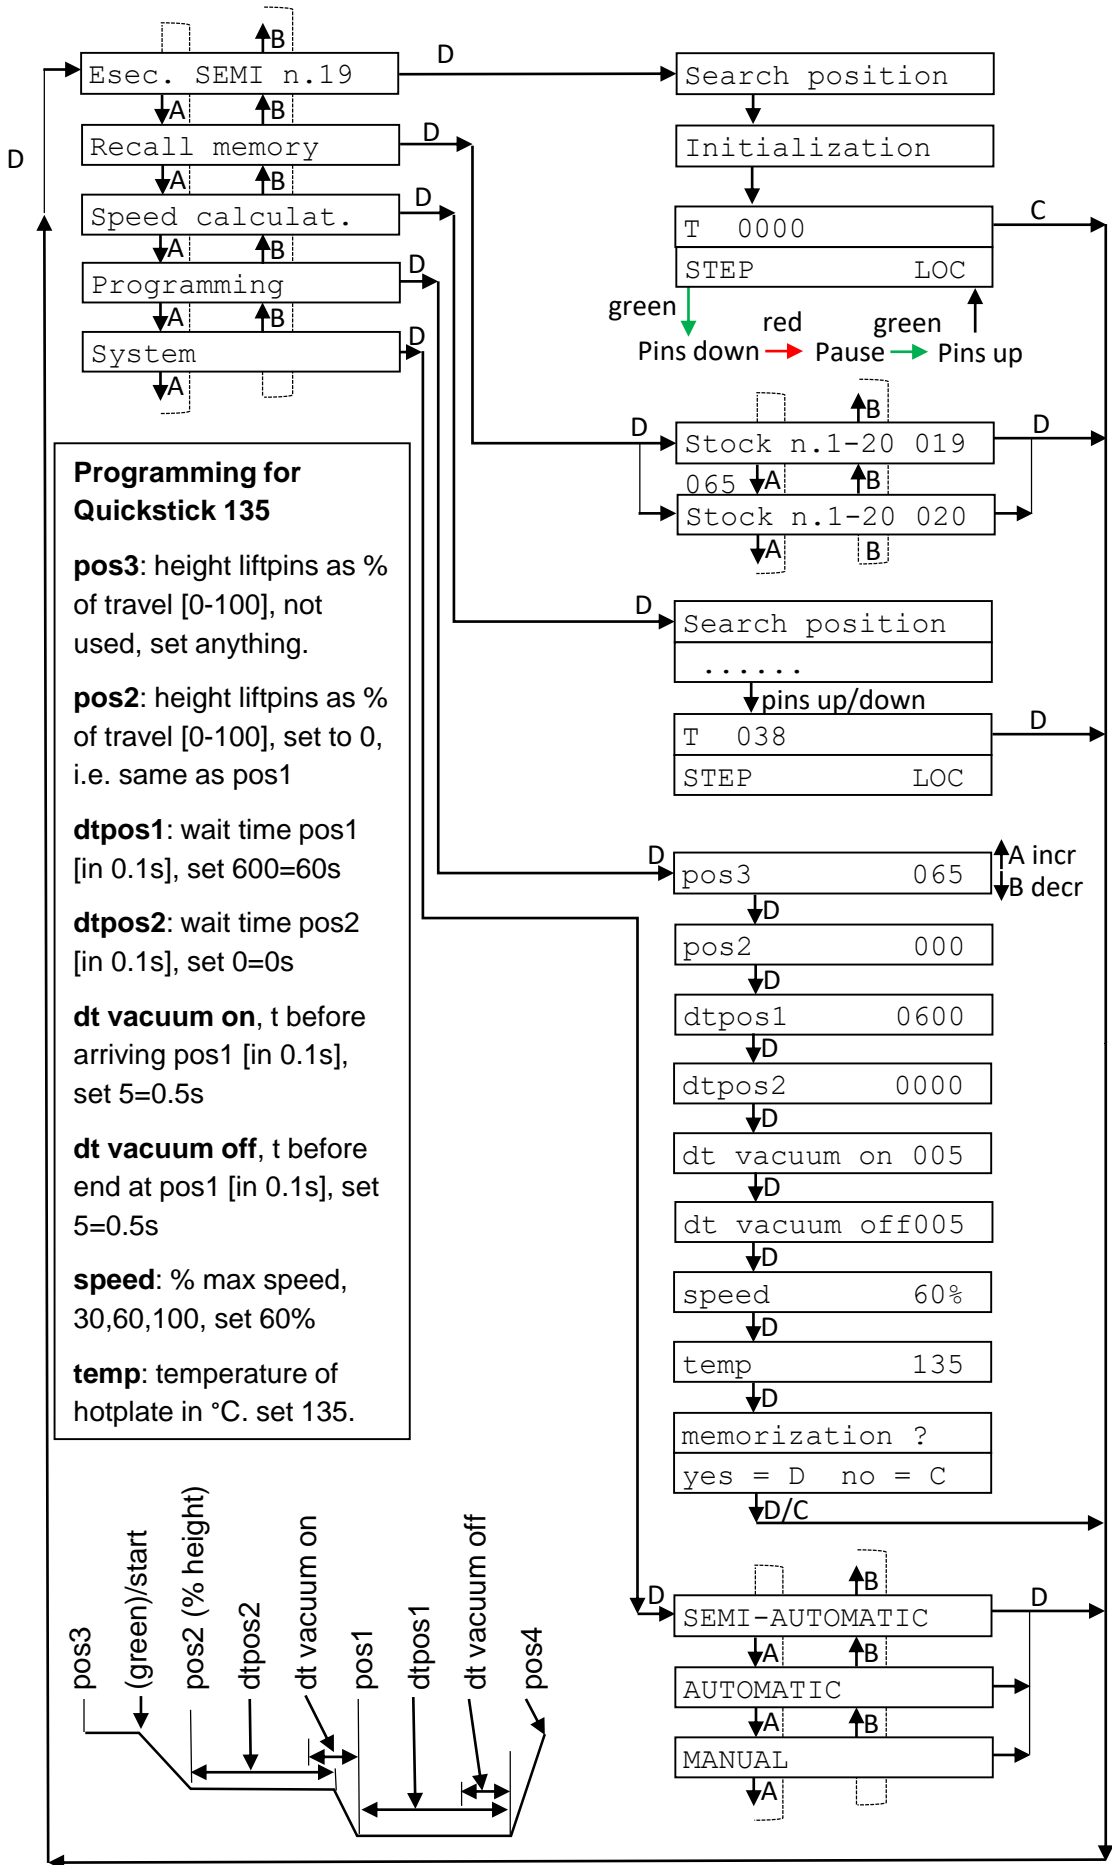 B
Esec. SEMI n.19
D
A
B
Recall memory
D
A
B
Speed calculat.
D
A
B
Programming
D
A
B
System
D
A
D
Search position
Initialization
T 0000
C
STEP LOC
green
red
green
Pins down
Pause
Pins up
B
D
Stock n.1-20 019
D
065
A
B
Stock n.1-20 020
A
B
D
Search position
......
pins up/down
T 038
D
STEP LOC
D
pos3 065
A incr
B decr
D
pos2 000
D
dtpos1 0600
D
dtpos2 0000
D
dt vacuum on 005
D
dt vacuum off005
D
speed 60%
D
temp 135
D
memorization ?
yes = D no = C
D/C
B
D
SEMI-AUTOMATIC
D
A
B
AUTOMATIC
A
B
MANUAL
A
Programming for
Quickstick 135
pos3: height liftpins as %
of travel [0-100], not
used, set anything.
pos2: height liftpins as %
of travel [0-100], set to 0,
i.e. same as pos1
dtpos1: wait time pos1
[in 0.1s], set 600=60s
dtpos2: wait time pos2
[in 0.1s], set 0=0s
dt vacuum on, t before
arriving pos1 [in 0.1s],
set 5=0.5s
dt vacuum off, t before
end at pos1 [in 0.1s], set
5=0.5s
speed: % max speed,
30,60,100, set 60%
temp: temperature of
hotplate in °C. set 135.
pos3
(green)/start
pos2 (% height)
dtpos2
dt vacuum on
pos1
dtpos1
dt vacuum off
pos4